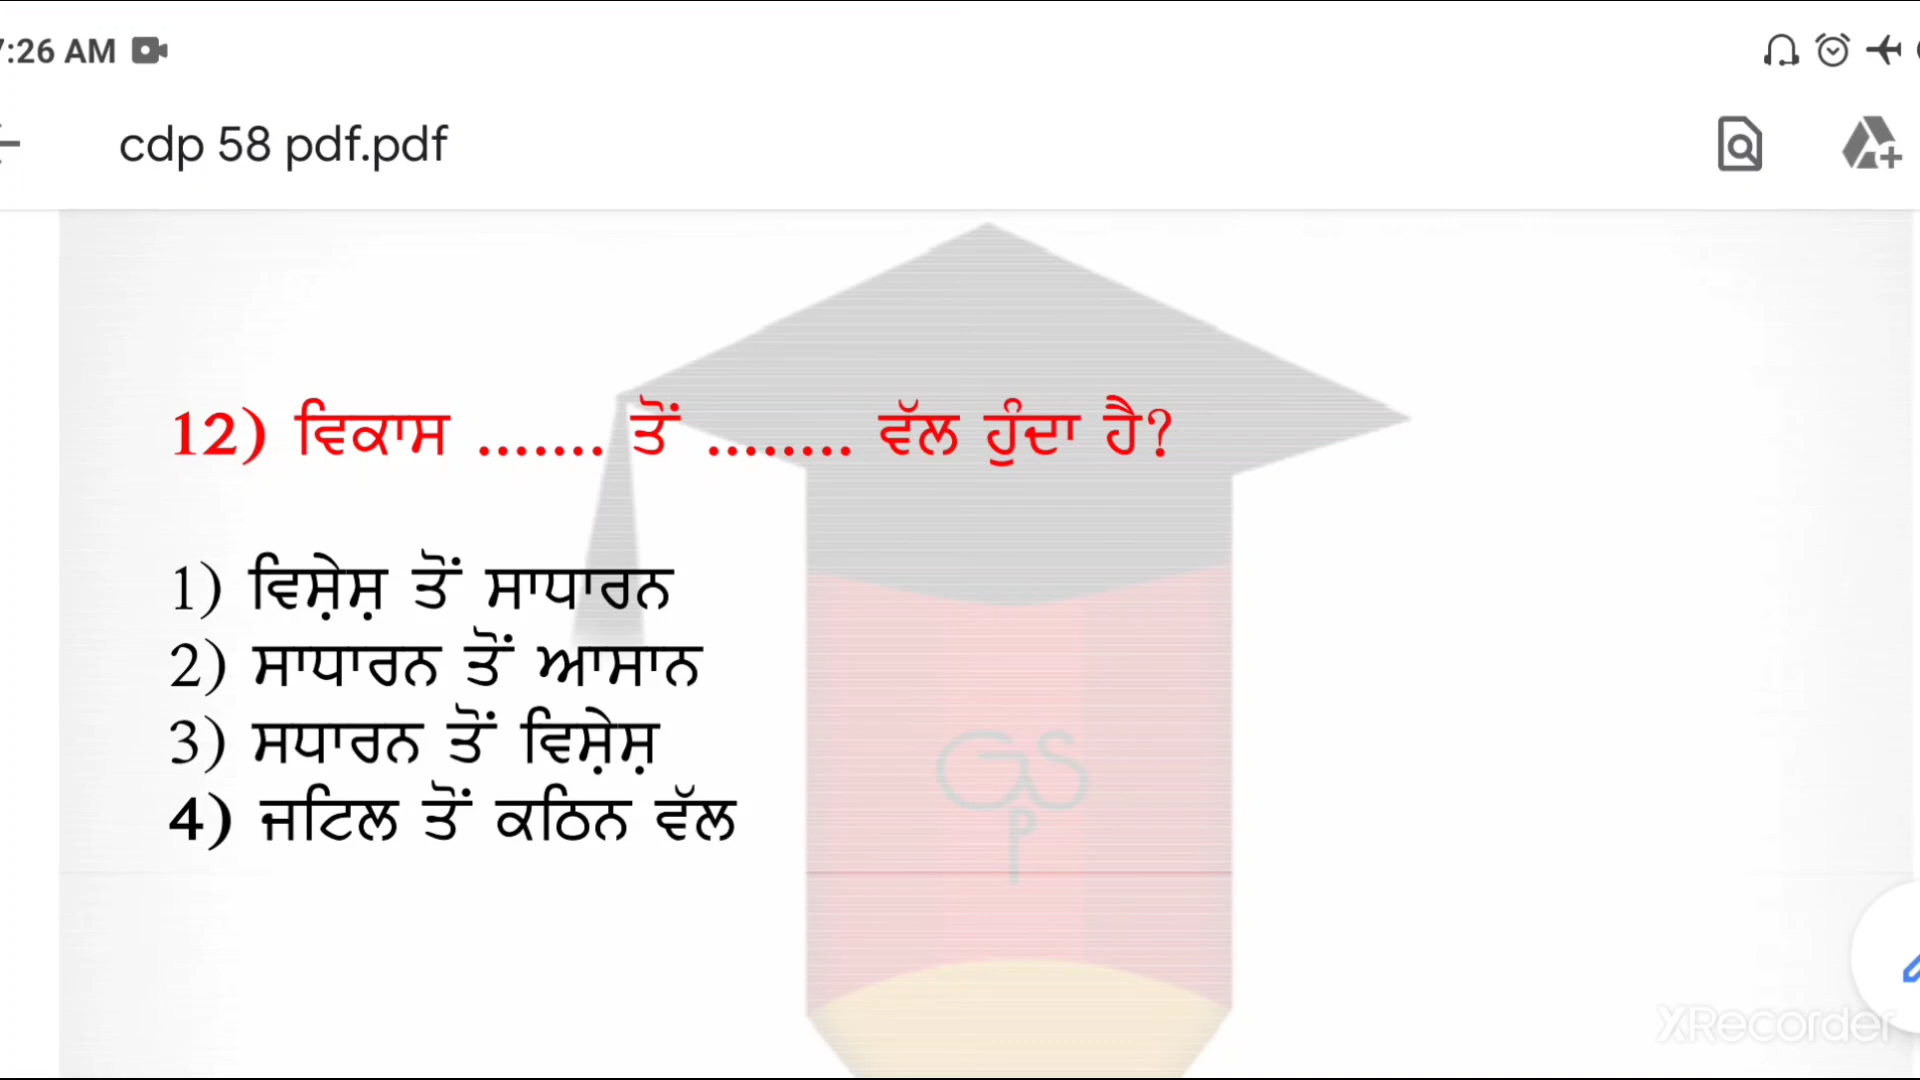 7:26 AM
cdp 58 pdf.pdf
12) ਵਿਕਾਸ ....... ਤੋਂ ........ ਵੱਲ ਹੁੰਦਾ ਹੈ?
1) ਵਿਸ਼ੇਸ਼ ਤੋਂ ਸਾਧਾਰਨ
2) ਸਾਧਾਰਨ ਤੋਂ ਆਸਾਨ
3) ਸਧਾਰਨ ਤੋਂ ਵਿਸ਼ੇਸ਼
4) ਜਟਿਲ ਤੋਂ ਕਠਿਨ ਵੱਲ
GS
P
XRecorder